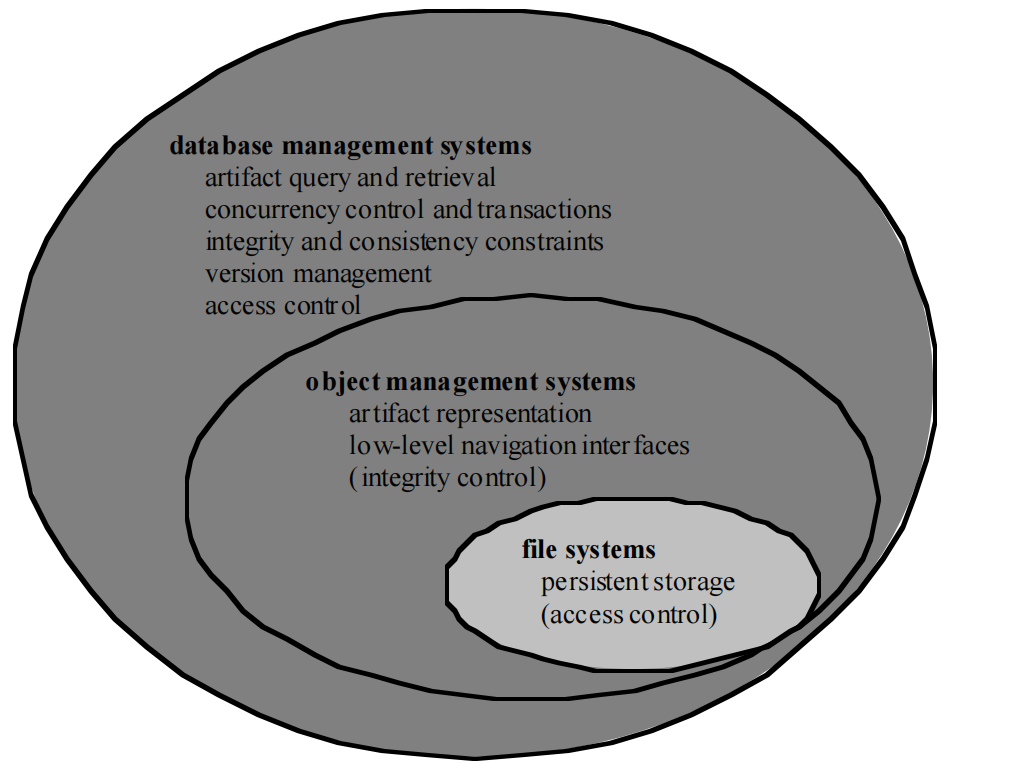 database management systems
artifact query and retrieval
concurrency control and transactions
integrity and consistency constraints
version management
access control
object management systems
artifact representation
low-level navigation interfaces
(integrity control)
file systems
persistent storage
(access control)